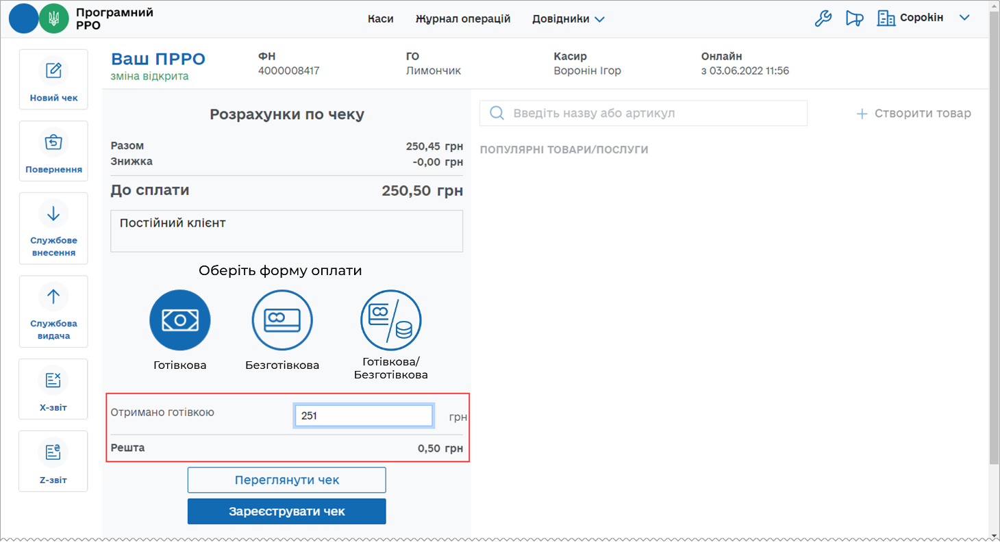 Програмний
РРО
Каси
Журнал операцій
Довідники
Сорокін
Новий чек
Повернення
Службове
внесення
Службова
видача
X-звіт
Z-звіт
Ваш ПРРО
зміна відкрита
ФН
4000008417
ГО
Лимончик
Касир
Воронін Ігор
Онлайн
з 03.06.2022 11:56
Розрахунки по чеку
Разом 250,45 грн
Знижка -0,00 грн
До сплати 250,50 грн
Постійний клієнт
Оберіть форму оплати
Готівкова
Безготівкова
Готівкова/
Безготівкова
Отримано готівкою 251 грн
Решта 0,50 грн
Переглянути чек
Зареєструвати чек
Введіть назву або артикул
+ Створити товар
ПОПУЛЯРНІ ТОВАРИ/ПОСЛУГИ